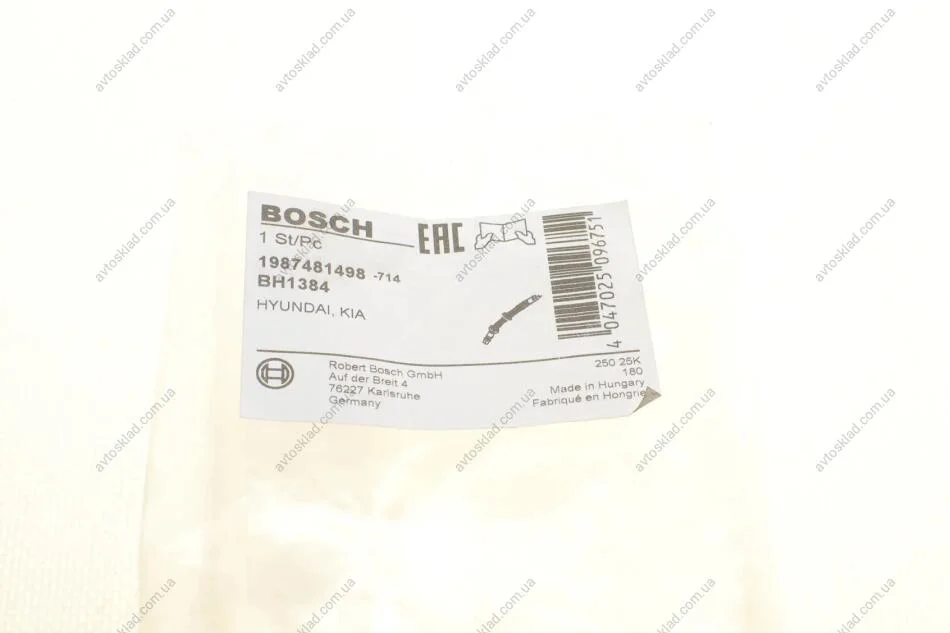 BOSCH
1 St/Pc
1987481498 -714
BH1384
HYUNDAI, KIA
EAC
4 047025 096751
Robert Bosch GmbH
Auf der Breit 4
76227 Karlsruhe
Germany
250 25K
180
Made in Hungary
Fabriqué en Hongrie
avtosklad.com.ua